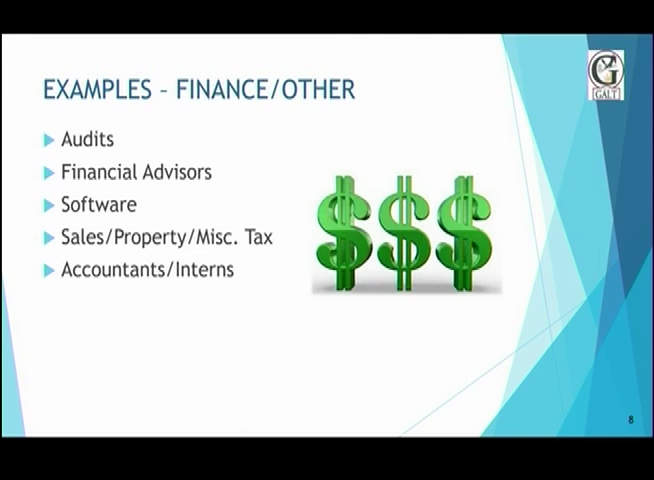 EXAMPLES – FINANCE/OTHER
Audits
Financial Advisors
Software
Sales/Property/Misc. Tax
Accountants/Interns
$$$
G
GALT
8